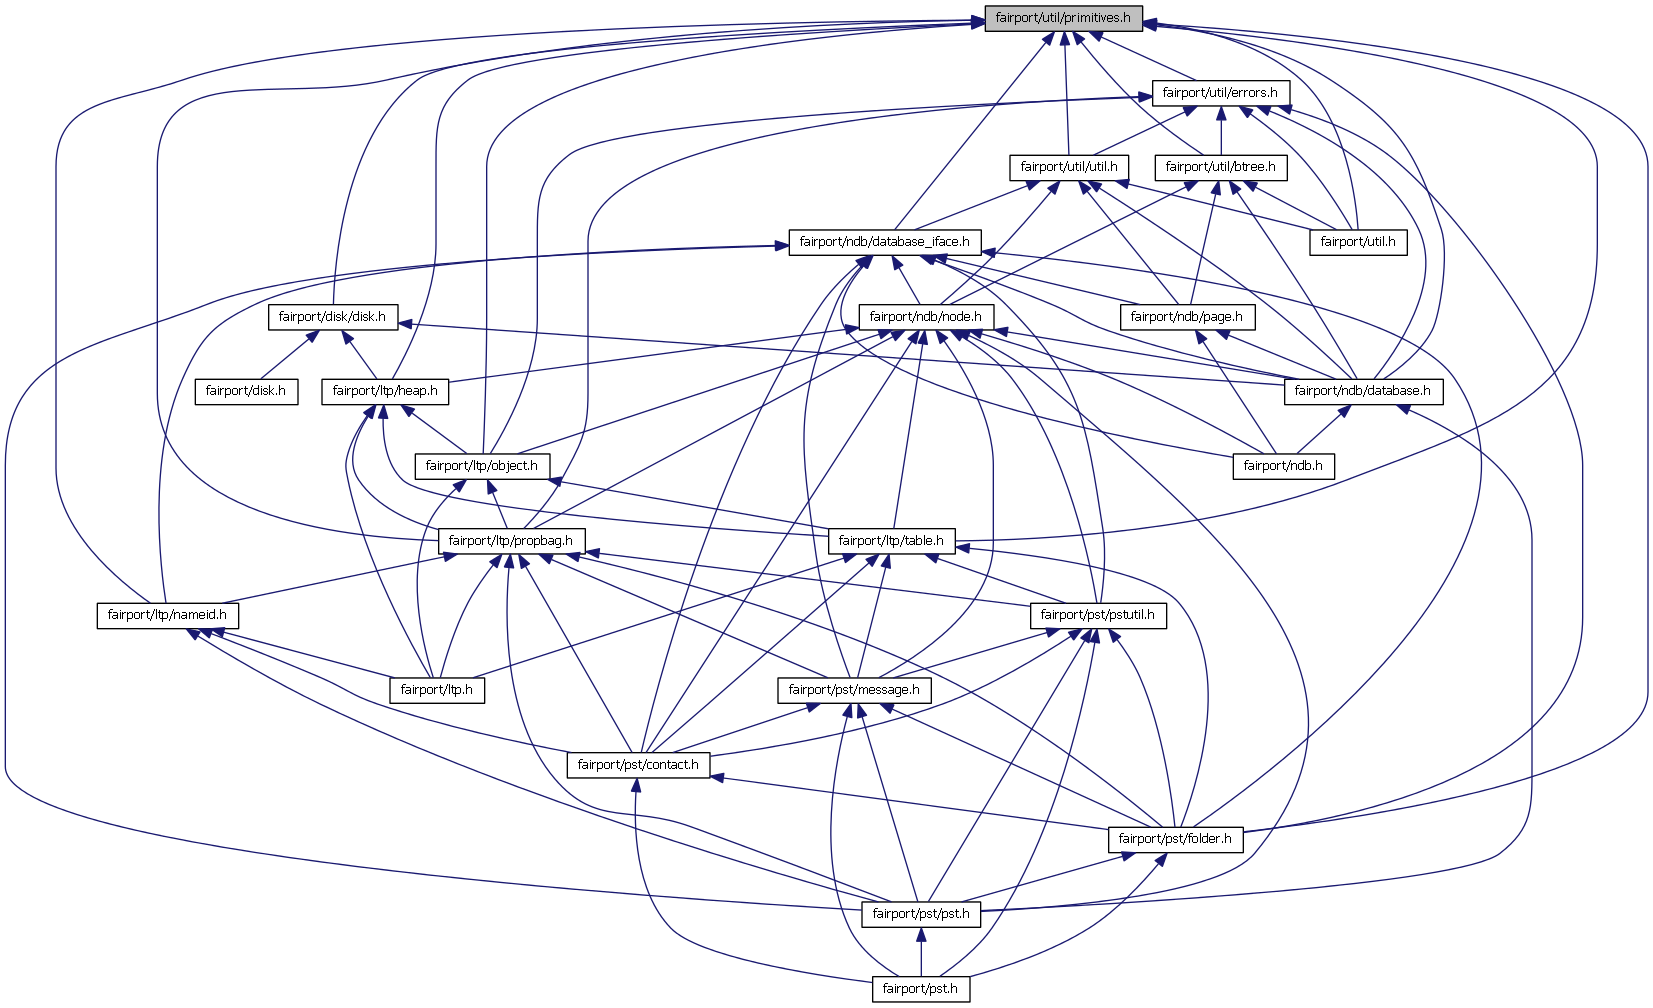 fairport/util/primitives.h
fairport/util/errors.h
fairport/util/util.h
fairport/util/btree.h
fairport/ndb/database_iface.h
fairport/util.h
fairport/disk/disk.h
fairport/ndb/node.h
fairport/ndb/page.h
fairport/disk.h
fairport/ltp/heap.h
fairport/ndb/database.h
fairport/ltp/object.h
fairport/ndb.h
fairport/ltp/propbag.h
fairport/ltp/table.h
fairport/ltp/nameid.h
fairport/pst/pstutil.h
fairport/ltp.h
fairport/pst/message.h
fairport/pst/contact.h
fairport/pst/folder.h
fairport/pst/pst.h
fairport/pst.h